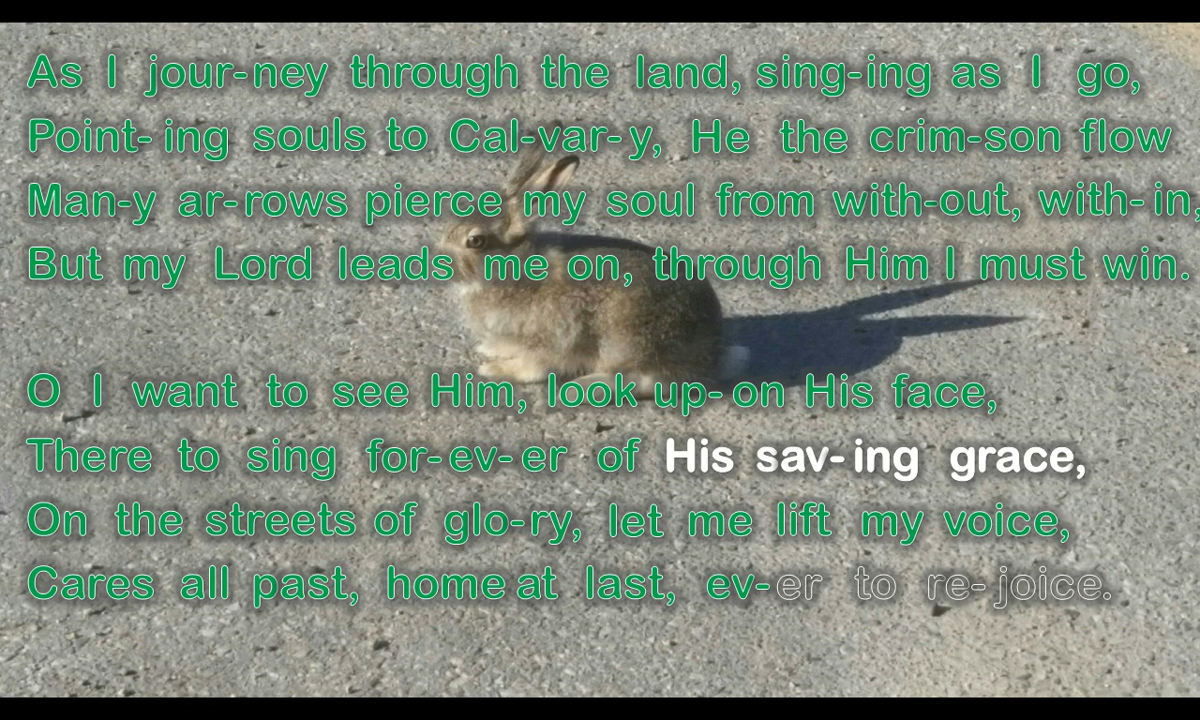 As I jour-ney through the land, sing-ing as I go,
Point-ing souls to Cal-var-y, He the crim-son flow
Man-y ar-rows pierce my soul from with-out, with-in,
But my Lord leads me on, through Him I must win.
O I want to see Him, look up-on His face,
There to sing for-ev-er of His sav-ing grace,
On the streets of glo-ry, let me lift my voice,
Cares all past, home at last, ev-er to re-joice.